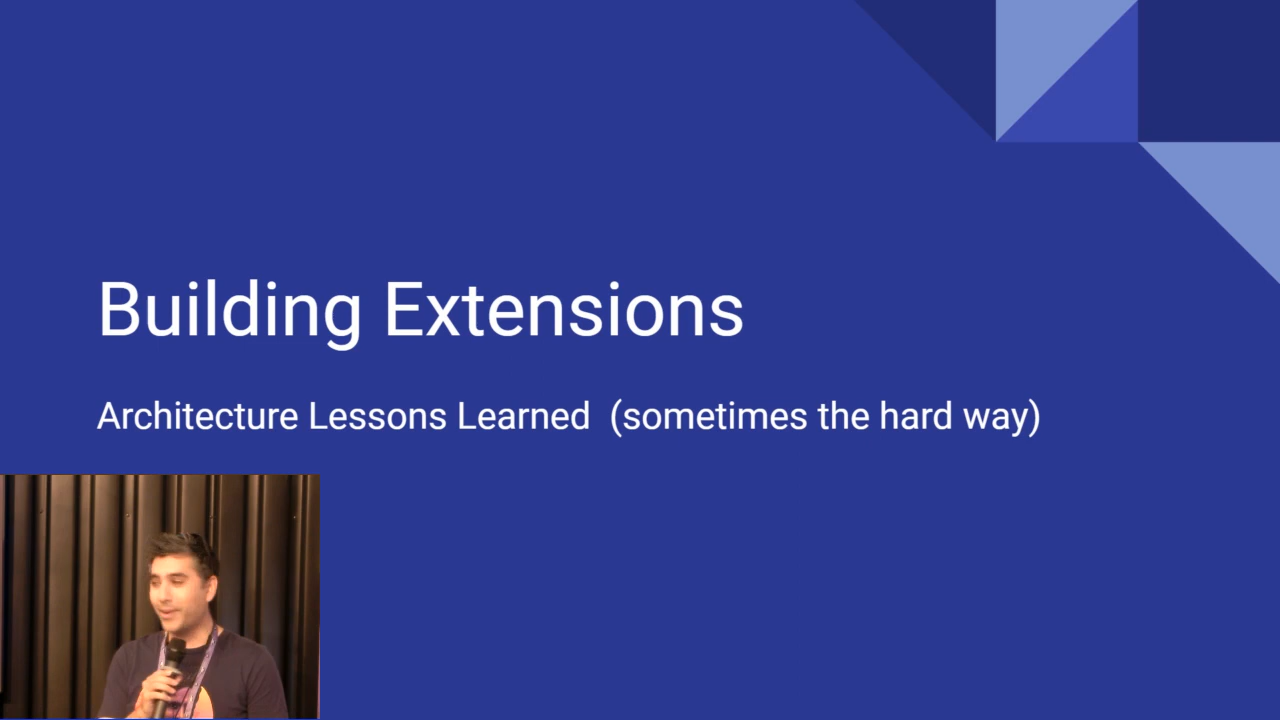 Building Extensions
Architecture Lessons Learned  (sometimes the hard way)